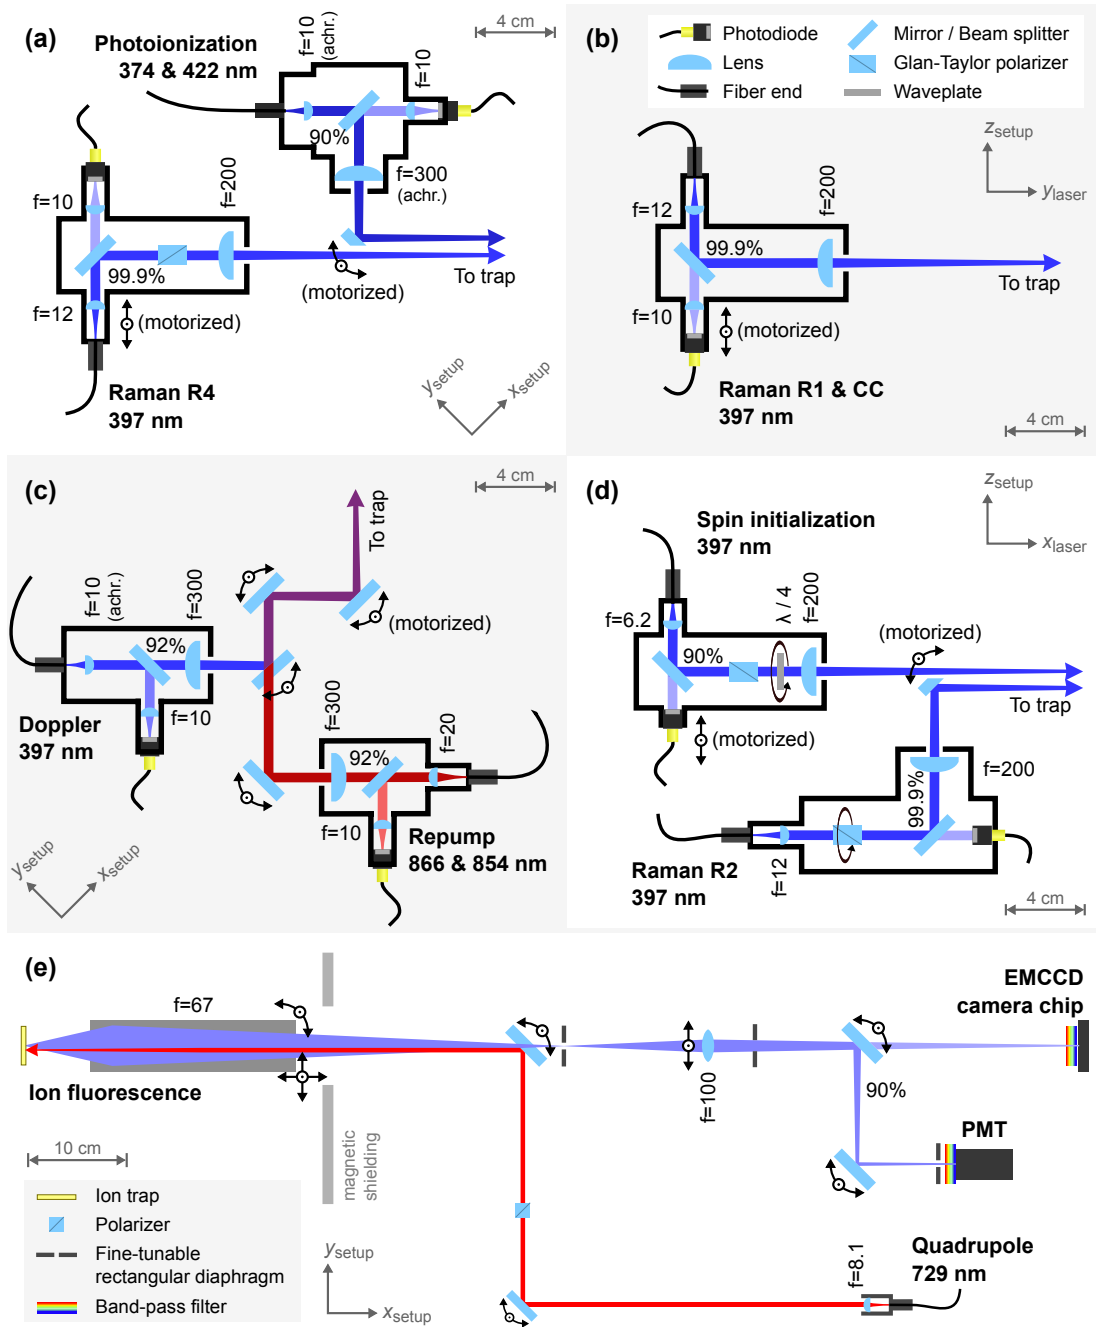 (a)
Photoionization
374 & 422 nm
f=10
(achr.)
f=10
4 cm
90%
f=300
(achr.)
f=10
f=200
99.9%
To trap
(motorized)
f=12
(motorized)
Raman R4
397 nm
ysetup
xsetup
(b)
Photodiode
Lens
Fiber end
Mirror / Beam splitter
Glan-Taylor polarizer
Waveplate
zsetup
ylaser
f=12
f=200
99.9%
To trap
f=10
(motorized)
Raman R1 & CC
397 nm
4 cm
(c)
4 cm
To trap
f=10
(achr.)
f=300
92%
(motorized)
f=10
Doppler
397 nm
f=300
92%
f=20
f=10
Repump
866 & 854 nm
ysetup
xsetup
(d)
Spin initialization
397 nm
zsetup
xlaser
f=6.2
λ / 4
f=200
90%
(motorized)
To trap
(motorized)
f=200
99.9%
Raman R2
397 nm
f=12
4 cm
(e)
EMCCD
camera chip
f=67
Ion fluorescence
f=100
90%
PMT
10 cm
magnetic
shielding
Ion trap
Polarizer
Fine-tunable
rectangular diaphragm
Band-pass filter
ysetup
xsetup
f=8.1
Quadrupole
729 nm